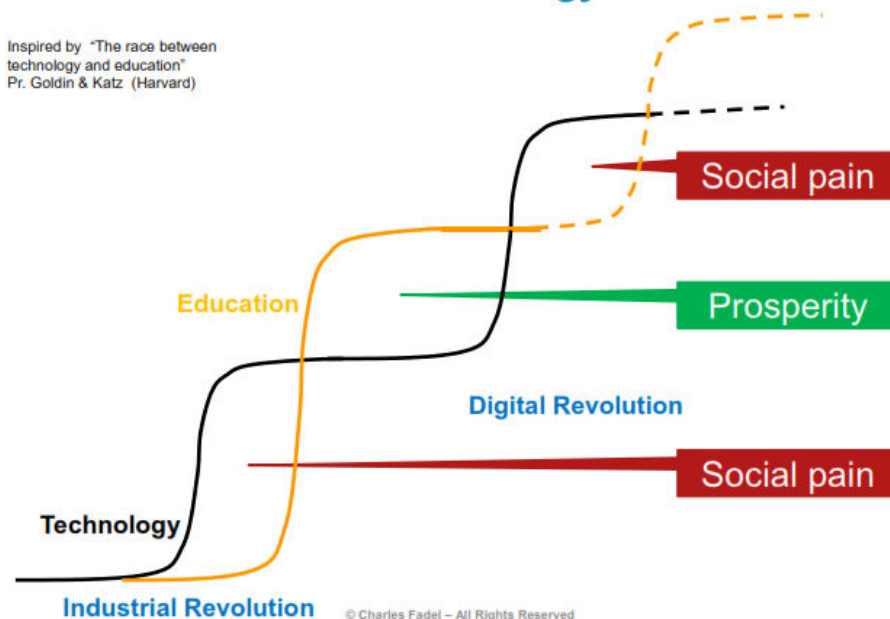 Inspired by "The race between
technology and education"
Pr. Goldin & Katz (Harvard)
Social pain
Education
Prosperity
Digital Revolution
Social pain
Technology
Industrial Revolution
© Charles Fadel – All Rights Reserved